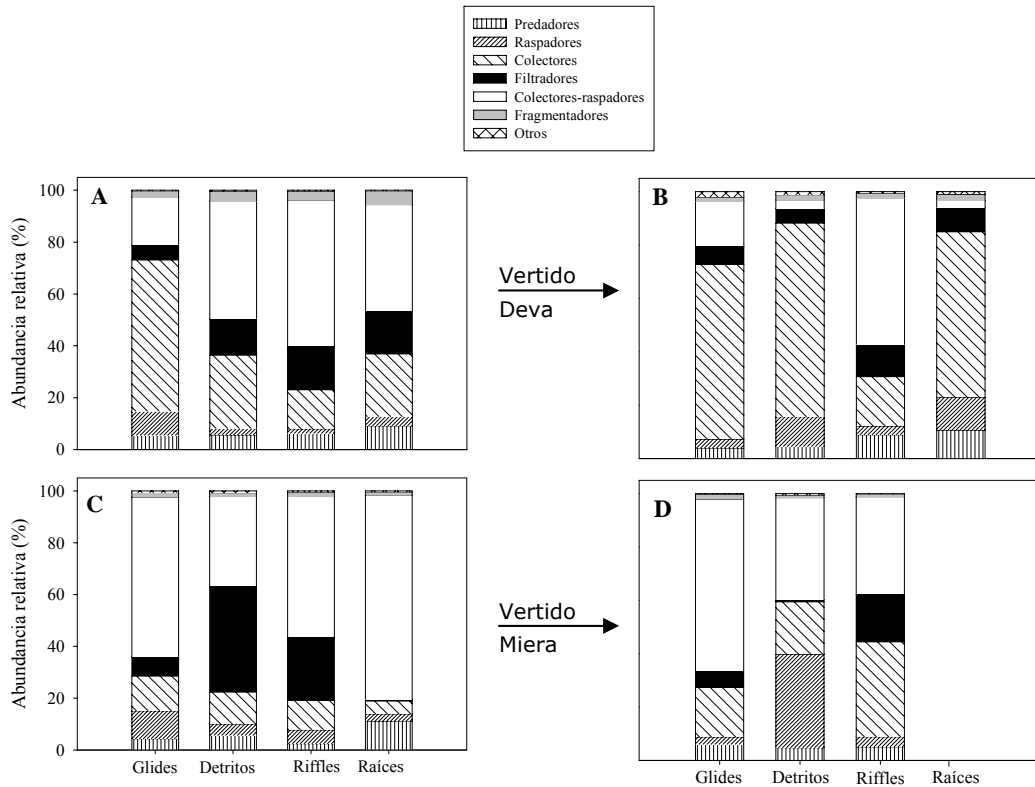 Predadores
Raspadores
Colectores
Filtradores
Colectores-raspadores
Fragmentadores
Otros
A
100
80
60
40
20
0
Abundancia relativa (%)
Vertido
Deva
B
C
100
80
60
40
20
0
Abundancia relativa (%)
Glides Detritos Riffles Raíces
Vertido
Miera
D
Glides Detritos Riffles Raíces